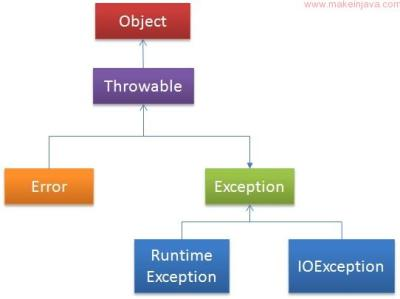 www.makeinjava.com
Object
Throwable
Error
Exception
Runtime
Exception
IOException